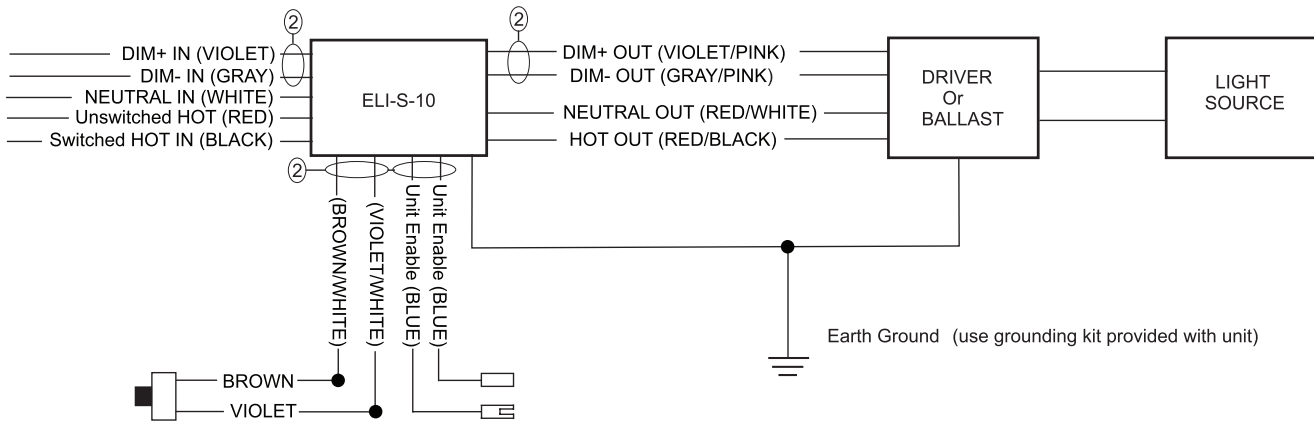 2
2
DIM+ IN (VIOLET)
DIM- IN (GRAY)
NEUTRAL IN (WHITE)
Unswitched HOT (RED)
Switched HOT IN (BLACK)
ELI-S-10
DIM+ OUT (VIOLET/PINK)
DIM- OUT (GRAY/PINK)
NEUTRAL OUT (RED/WHITE)
HOT OUT (RED/BLACK)
DRIVER
Or
BALLAST
LIGHT
SOURCE
2
(BROWN/WHITE)
(VIOLET/WHITE)
Unit Enable (BLUE)
Unit Enable (BLUE)
Earth Ground (use grounding kit provided with unit)
BROWN
VIOLET